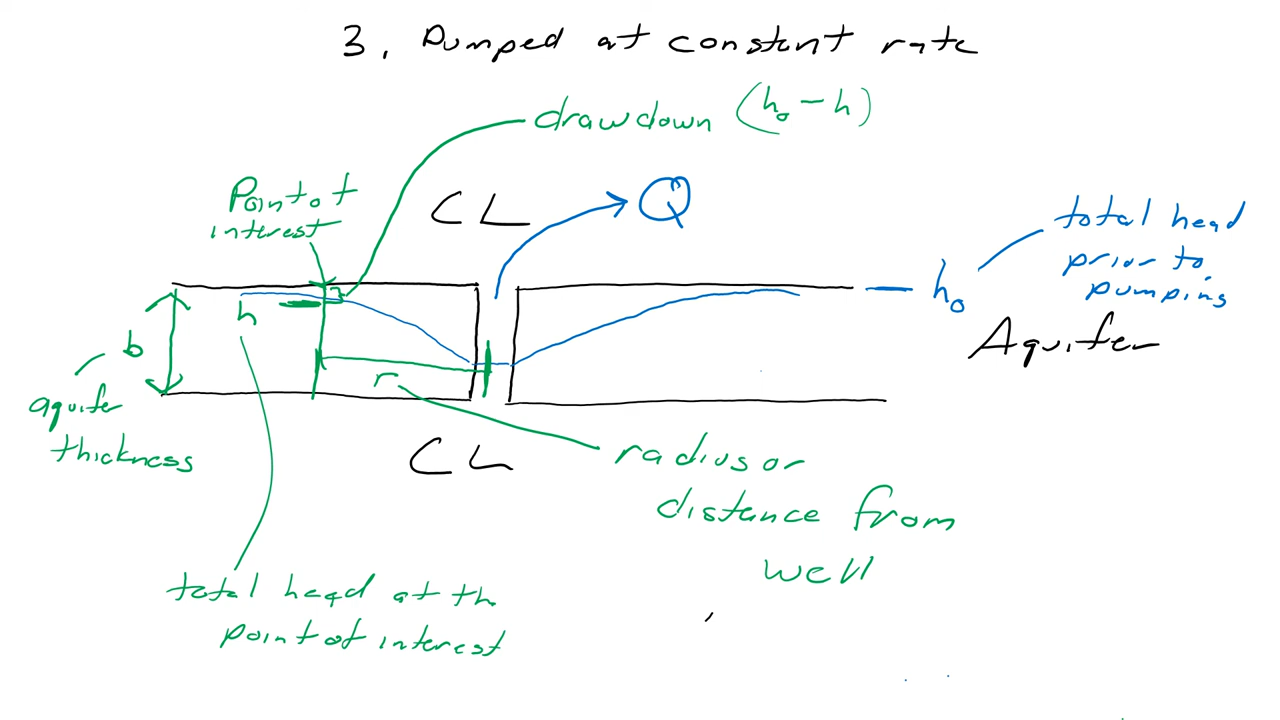 3. Pumped at constant rate
drawdown (h₀ - h)
Point of
interest
CL
Q
total head
prior to
pumping
h₀
h
b
Aquifer
r
aquifer
thickness
CL
radius or
distance from
well
total head at th
point of interest